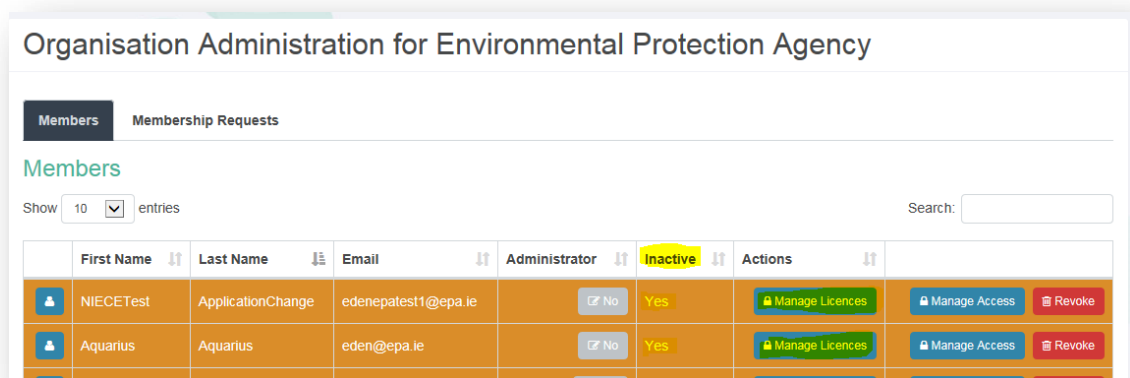 Organisation Administration for Environmental Protection Agency
Members Membership Requests
Members
Show 10 entries Search:
First Name Last Name Email Administrator Inactive Actions
NIECETest ApplicationChange edenepatest1@epa.ie No Yes Manage Licences Manage Access Revoke
Aquarius Aquarius eden@epa.ie No Yes Manage Licences Manage Access Revoke